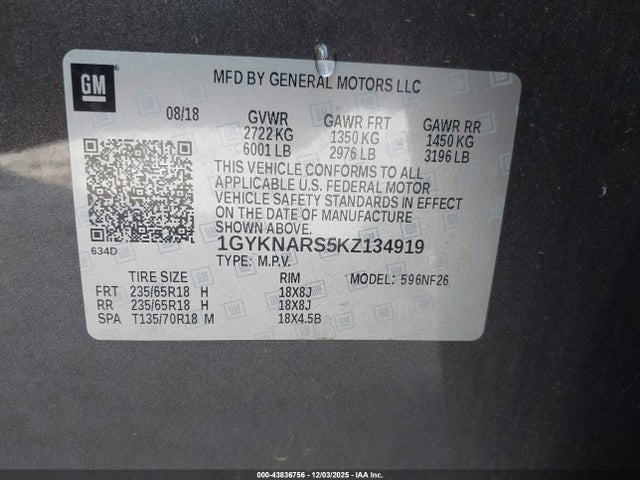 GM
MFD BY GENERAL MOTORS LLC
08/18 GVWR GAWR FRT GAWR RR
2722 KG 1350 KG 1450 KG
6001 LB 2976 LB 3196 LB
THIS VEHICLE CONFORMS TO ALL
APPLICABLE U.S. FEDERAL MOTOR
VEHICLE SAFETY STANDARDS IN EFFECT
ON THE DATE OF MANUFACTURE
SHOWN ABOVE.
634D
1GYKNARS5KZ134919
TYPE: M.P.V.
TIRE SIZE RIM MODEL: 596NF26
FRT 235/65R18 H 18X8J
RR 235/65R18 H 18X8J
SPA T135/70R18 M 18X4.5B
000-43836756 - 12/03/2025 - IAA Inc.